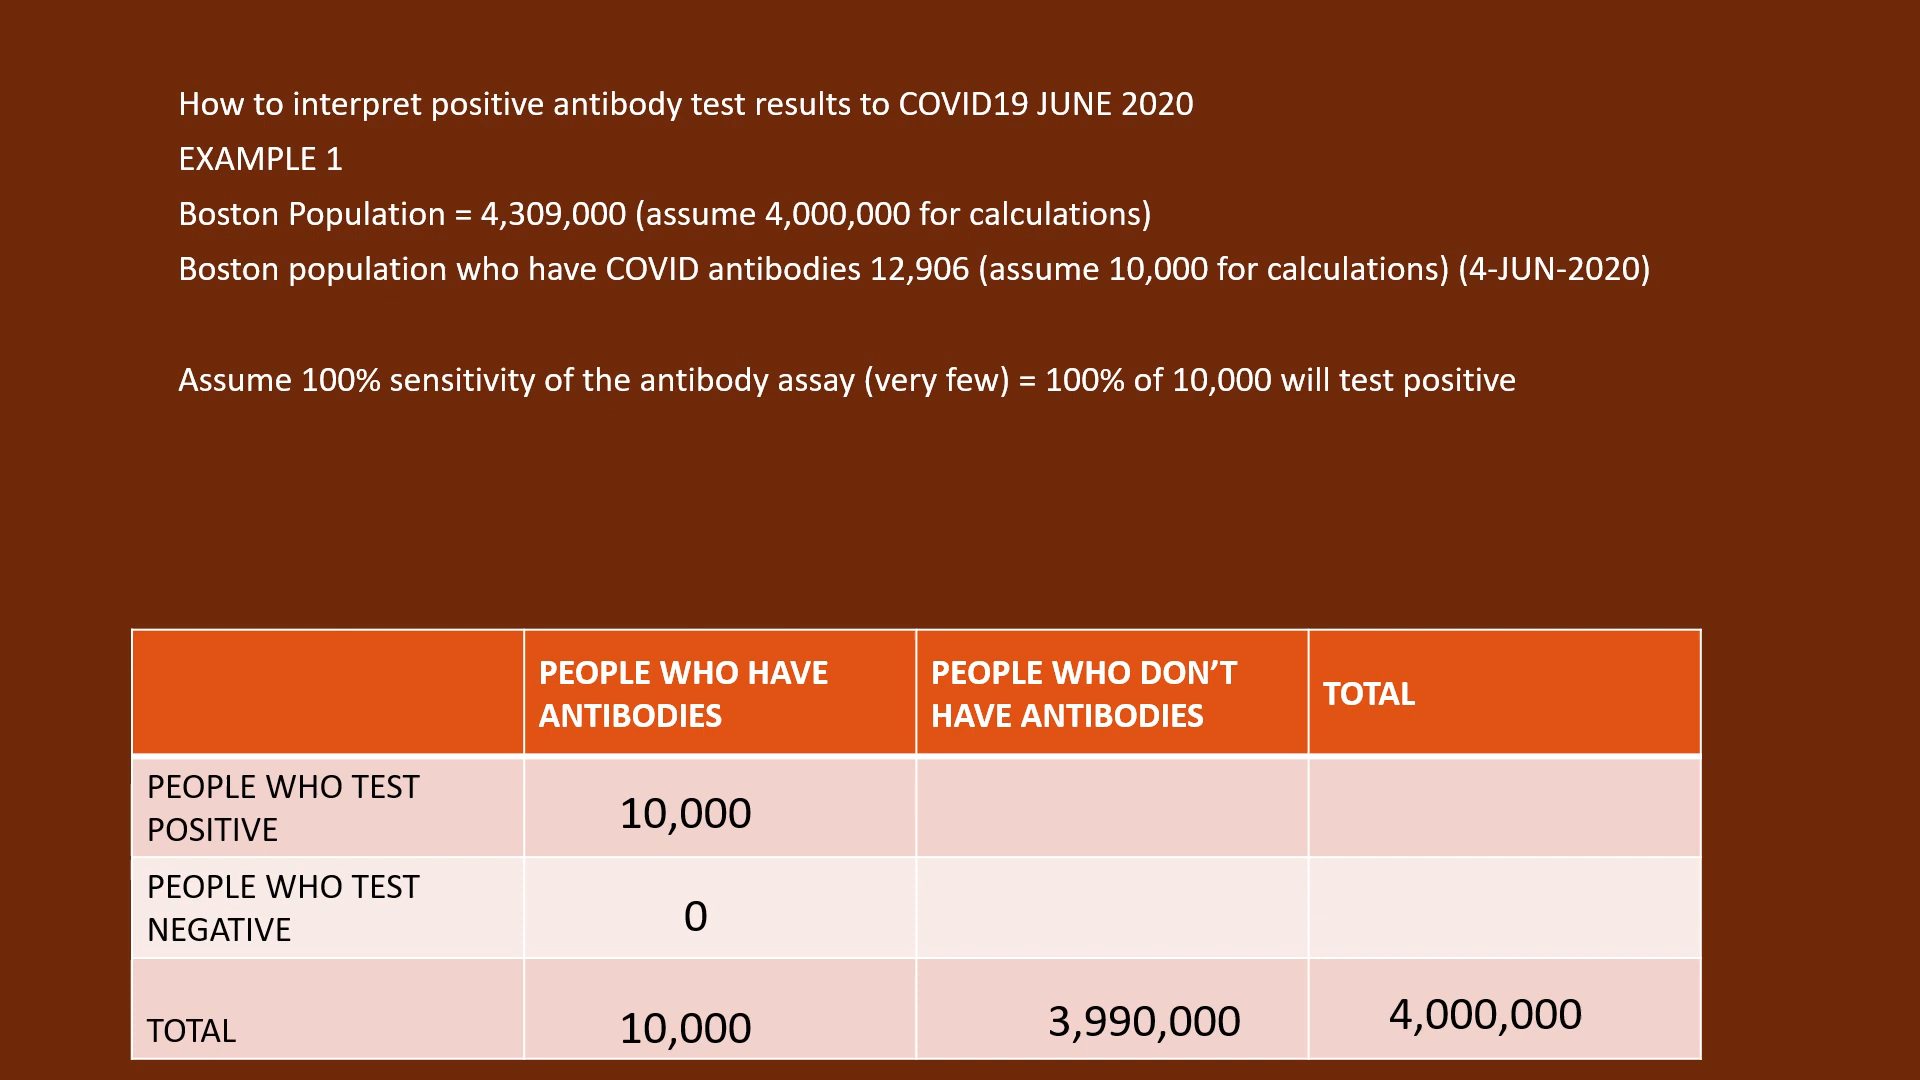 How to interpret positive antibody test results to COVID19 JUNE 2020
EXAMPLE 1
Boston Population = 4,309,000 (assume 4,000,000 for calculations)
Boston population who have COVID antibodies 12,906 (assume 10,000 for calculations) (4-JUN-2020)
Assume 100% sensitivity of the antibody assay (very few) = 100% of 10,000 will test positive
PEOPLE WHO HAVE
ANTIBODIES
PEOPLE WHO DON’T
HAVE ANTIBODIES
TOTAL
PEOPLE WHO TEST
POSITIVE
10,000
PEOPLE WHO TEST
NEGATIVE
0
TOTAL
10,000
3,990,000
4,000,000